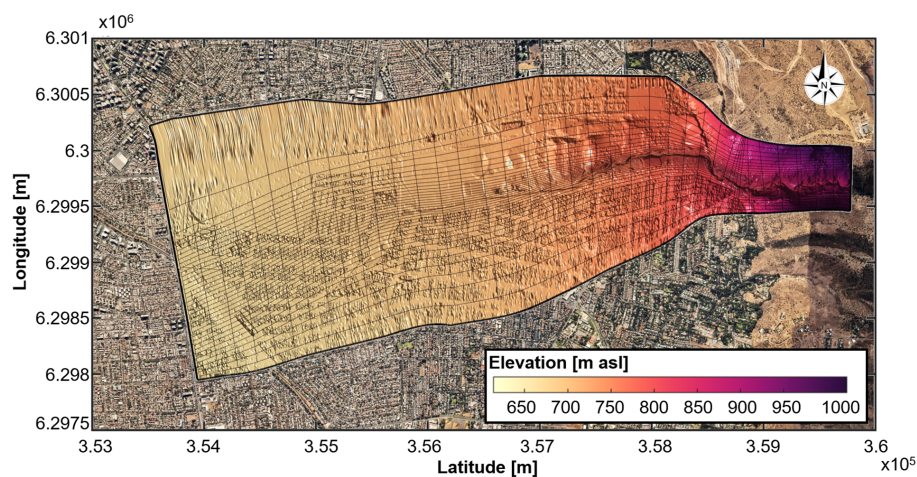 x10⁶
6.301
6.3005
6.3
6.2995
6.299
6.2985
6.298
6.2975
Longitude [m]
N
Elevation [m asl]
650 700 750 800 850 900 950 1000
3.53 3.54 3.55 3.56 3.57 3.58 3.59 3.6
Latitude [m]
x10⁵